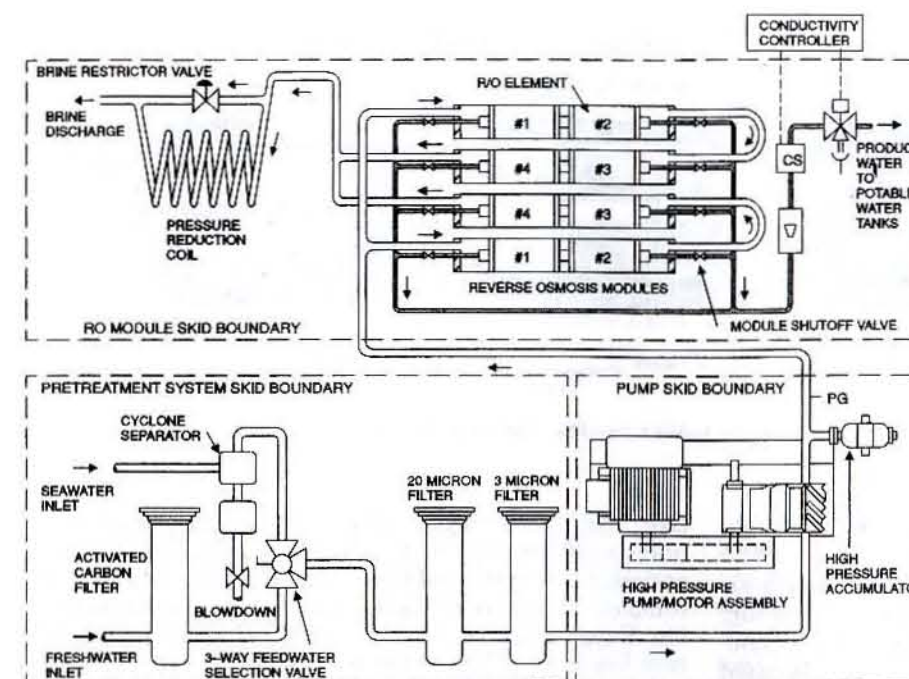 CONDUCTIVITY
CONTROLLER
BRINE RESTRICTOR VALVE
R/O ELEMENT
BRINE
DISCHARGE
#1
#2
#4
#3
#4
#3
#1
#2
CS
PRODUC
WATER
TO
POTABLE
WATER
TANKS
PRESSURE
REDUCTION
COIL
REVERSE OSMOSIS MODULES
RO MODULE SKID BOUNDARY
MODULE SHUTOFF VALVE
PRETREATMENT SYSTEM SKID BOUNDARY
PUMP SKID BOUNDARY
CYCLONE
SEPARATOR
PG
SEAWATER
INLET
20 MICRON
FILTER
3 MICRON
FILTER
ACTIVATED
CARBON
FILTER
BLOWDOWN
HIGH PRESSURE
PUMP/MOTOR ASSEMBLY
HIGH
PRESSURE
ACCUMULATO
FRESHWATER
INLET
3-WAY FEEDWATER
SELECTION VALVE